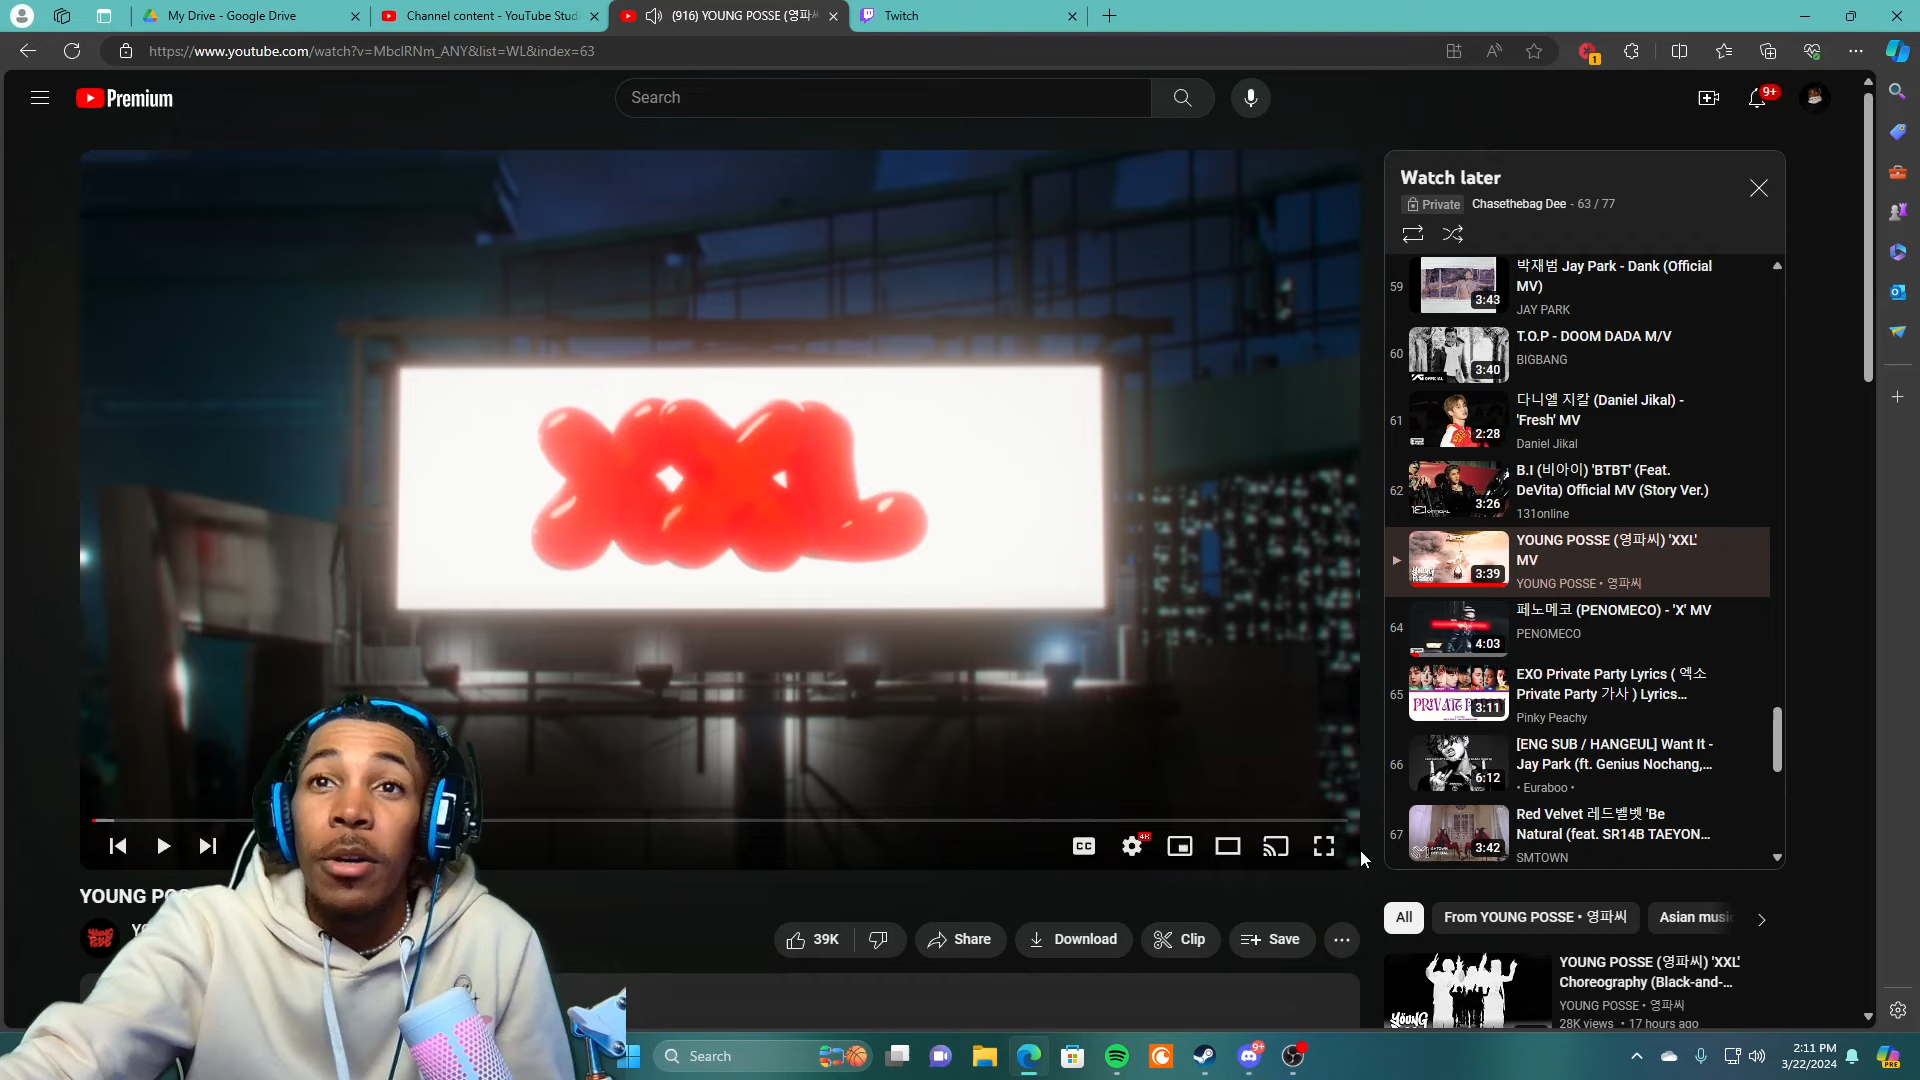 My Drive - Google Drive
Channel content - YouTube Stud
(916) YOUNG POSSE (영파씨
Twitch
https://www.youtube.com/watch?v=MbclRNm_ANY&list=WL&index=63
1
Premium
Search
9+
XXL
Watch later
Private Chasethebag Dee - 63 / 77
59
3:43
박재범 Jay Park - Dank (Official
MV)
JAY PARK
60
3:40
T.O.P - DOOM DADA M/V
BIGBANG
61
2:28
다니엘 지칼 (Daniel Jikal) -
'Fresh' MV
Daniel Jikal
62
3:26
B.I (비아이) 'BTBT' (Feat.
DeVita) Official MV (Story Ver.)
131online
3:39
YOUNG POSSE (영파씨) 'XXL'
MV
YOUNG POSSE • 영파씨
64
4:03
페노메코 (PENOMECO) - 'X' MV
PENOMECO
65
3:11
EXO Private Party Lyrics ( 엑소
Private Party 가사 ) Lyrics...
Pinky Peachy
66
6:12
[ENG SUB / HANGEUL] Want It -
Jay Park (ft. Genius Nochang,...
• Euraboo •
67
3:42
Red Velvet 레드벨벳 'Be
Natural (feat. SR14B TAEYON...
SMTOWN
CC
4K
YOUNG PO
39K
Share
Download
Clip
Save
All
From YOUNG POSSE • 영파씨
Asian music
YOUNG POSSE (영파씨) 'XXL'
Choreography (Black-and-...
YOUNG POSSE • 영파씨
28K views • 17 hours ago
Search
9+
2:11 PM
3/22/2024
PRE